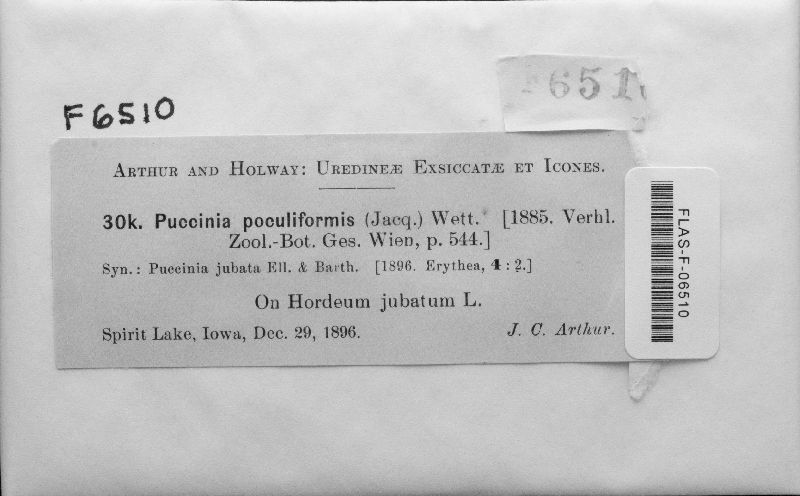 F6510
F651
Arthur and Holway: Uredineæ Exsiccatæ et Icones.
30k. Puccinia poculiformis (Jacq.) Wett. [1885. Verhl.
Zool.-Bot. Ges. Wien, p. 544.]
Syn.: Puccinia jubata Ell. & Barth. [1896. Erythea, 4 : 2.]
On Hordeum jubatum L.
Spirit Lake, Iowa, Dec. 29, 1896. J. C. Arthur.
FLAS-F-06510